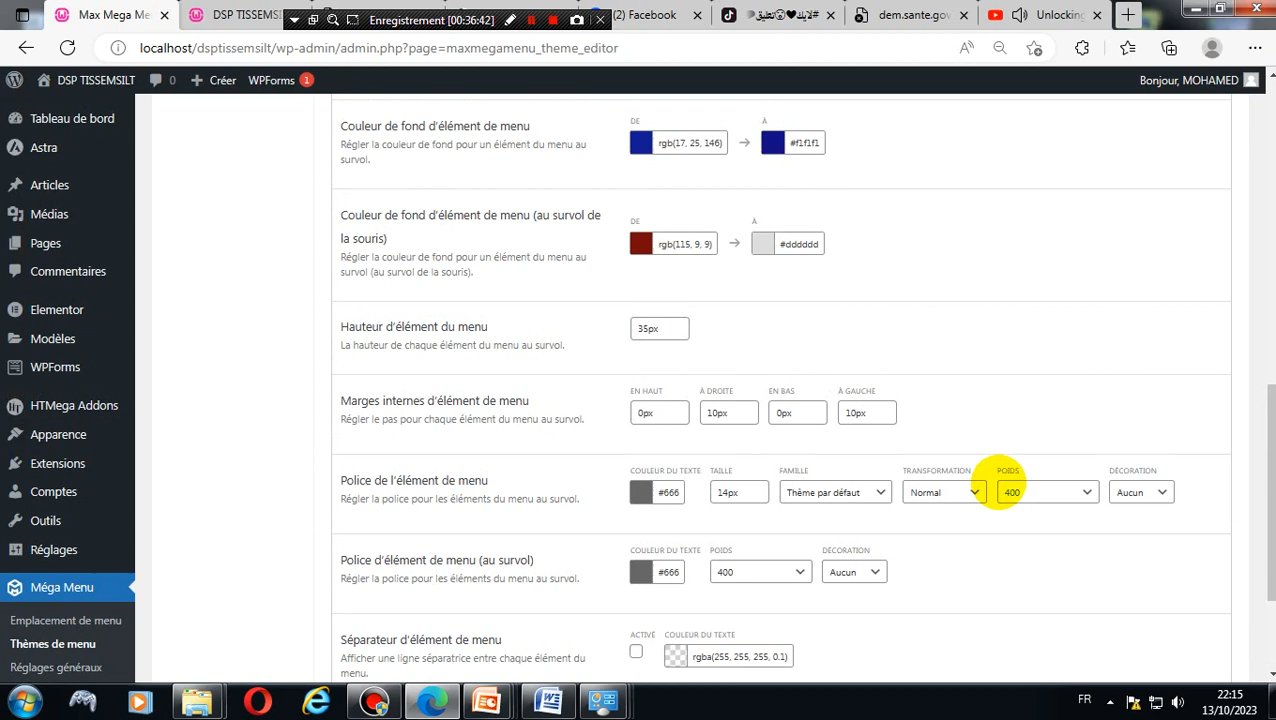 Max Mega Me
DSP TISSEMSIL
Enregistrement [00:36:42]
(2) Facebook
dem.sante.gov
Unlocking
localhost/dsptissemsilt/wp-admin/admin.php?page=maxmegamenu_theme_editor
DSP TISSEMSILT
0
Créer
WPForms
1
Bonjour, MOHAMED
Tableau de bord
Astra
Articles
Médias
Pages
Commentaires
Elementor
Modèles
WPForms
HTMega Addons
Apparence
Extensions
Comptes
Outils
Réglages
Méga Menu
Emplacement de menu
Thèmes de menu
Réglages généraux
Couleur de fond d'élément de menu
Régler la couleur de fond pour un élément du menu au
survol.
DE
À
rgb(17, 25, 146)
#f1f1f1
Couleur de fond d'élément de menu (au survol de
la souris)
Régler la couleur de fond pour un élément du menu au
survol (au survol de la souris).
DE
À
rgb(115, 9, 9)
#dddddd
Hauteur d'élément du menu
La hauteur de chaque élément du menu au survol.
35px
Marges internes d'élément de menu
Régler le pas pour chaque élément du menu au survol.
EN HAUT
À DROITE
EN BAS
À GAUCHE
0px
10px
0px
10px
Police de l'élément de menu
Régler la police pour les éléments du menu au survol.
COULEUR DU TEXTE
TAILLE
FAMILLE
TRANSFORMATION
POIDS
DÉCORATION
#666
14px
Thème par défaut
Normal
400
Aucun
Police d'élément de menu (au survol)
Régler la police pour les éléments du menu au survol.
COULEUR DU TEXTE
POIDS
DÉCORATION
#666
400
Aucun
Séparateur d'élément de menu
Afficher une ligne séparatrice entre chaque élément du
menu.
ACTIVÉ
COULEUR DU TEXTE
rgba(255, 255, 255, 0.1)
FR
22:15
13/10/2023